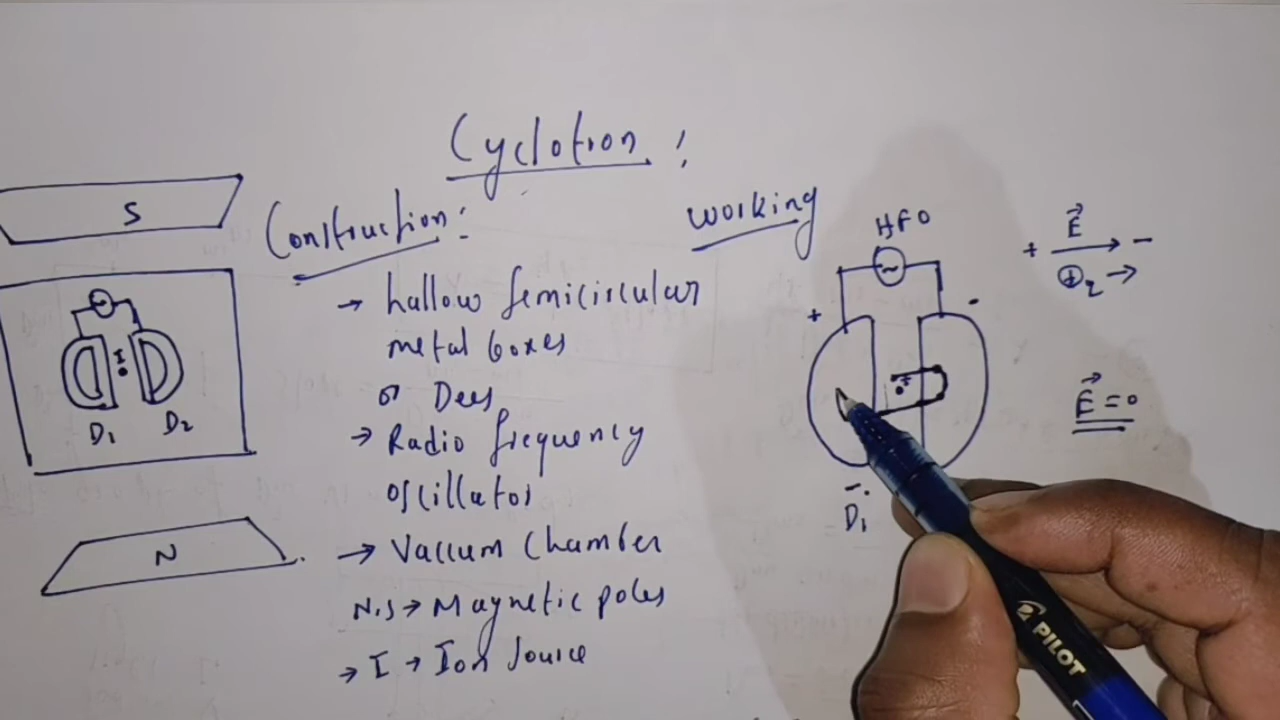 Cyclotron :
S
D1 D2
N
Construction :
→ hallow semicircular
metal boxes
or Dees
→ Radio frequency
oscillator
→ Vaccum Chamber
N,S → Magnetic poles
→ I → Ion source
Working
HFO
+ -
- .
D1
+ E⃗ → -
⊕q →
E⃗ = 0
PILOT